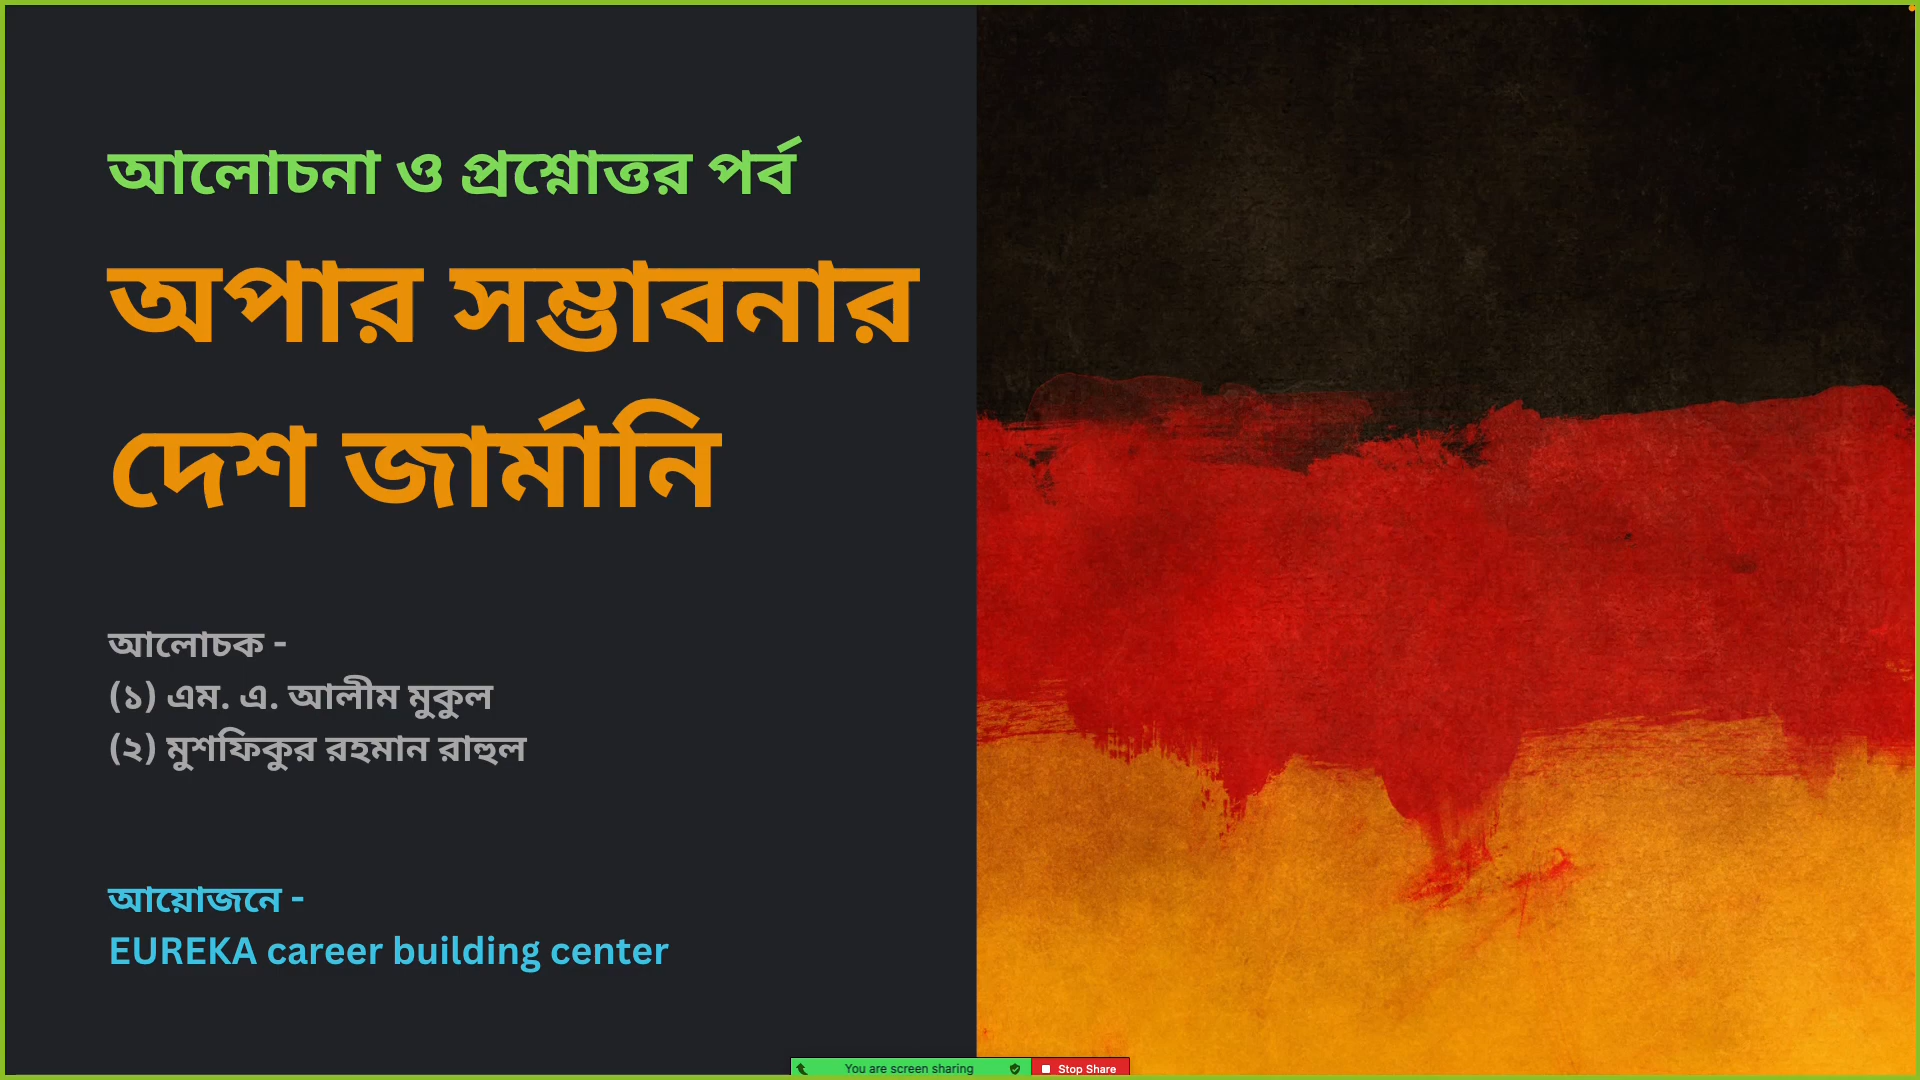 আলোচনা ও প্রশ্নোত্তর পর্ব
অপার সম্ভাবনার
দেশ জার্মানি
আলোচক -
(১) এম. এ. আলীম মুকুল
(২) মুশফিকুর রহমান রাহুল
আয়োজনে -
EUREKA career building center
You are screen sharing Stop Share